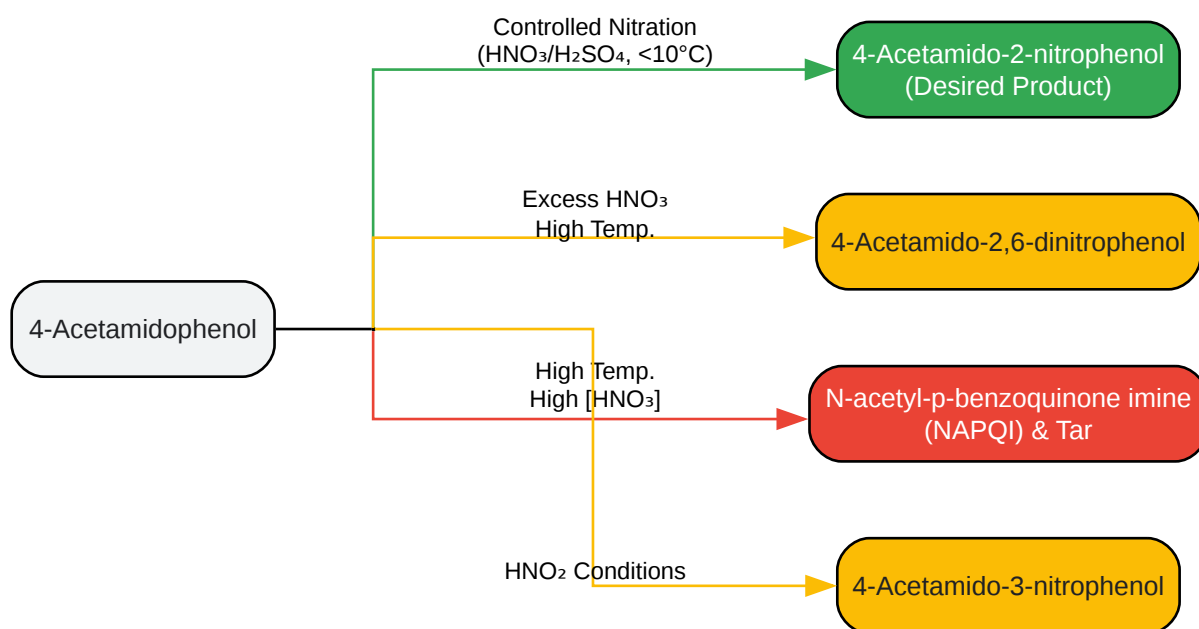 Controlled Nitration
(HNO₃/H₂SO₄, <10°C)
4-Acetamido-2-nitrophenol
(Desired Product)
Excess HNO₃
High Temp.
4-Acetamido-2,6-dinitrophenol
4-Acetamidophenol
High Temp.
High [HNO₃]
N-acetyl-p-benzoquinone imine
(NAPQI) & Tar
HNO₂ Conditions
4-Acetamido-3-nitrophenol